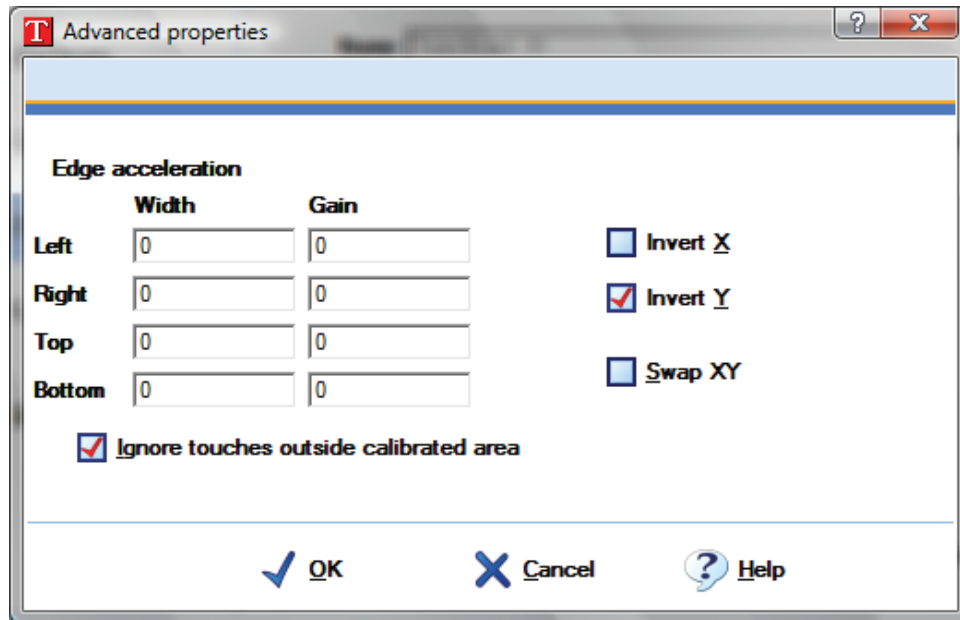 T Advanced properties
?
Edge acceleration
Width Gain
Left 0 0
Invert X
Right 0 0
Invert Y
Top 0 0
Swap XY
Bottom 0 0
Ignore touches outside calibrated area
OK Cancel ? Help